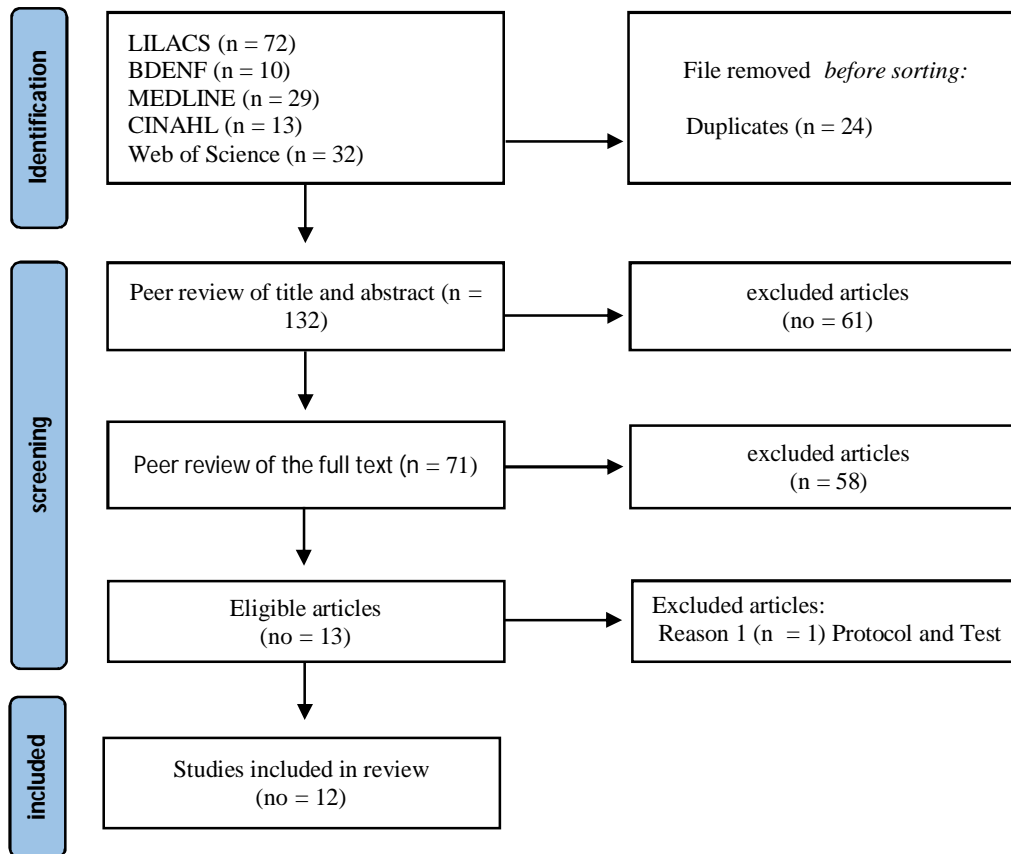 Identification
LILACS (n = 72)
BDENF (n = 10)
MEDLINE (n = 29)
CINAHL (n = 13)
Web of Science (n = 32)
File removed before sorting:
Duplicates (n = 24)
screening
Peer review of title and abstract (n =
132)
excluded articles
(no = 61)
Peer review of the full text (n = 71)
excluded articles
(n = 58)
Eligible articles
(no = 13)
Excluded articles:
Reason 1 (n = 1) Protocol and Test
included
Studies included in review
(no = 12)